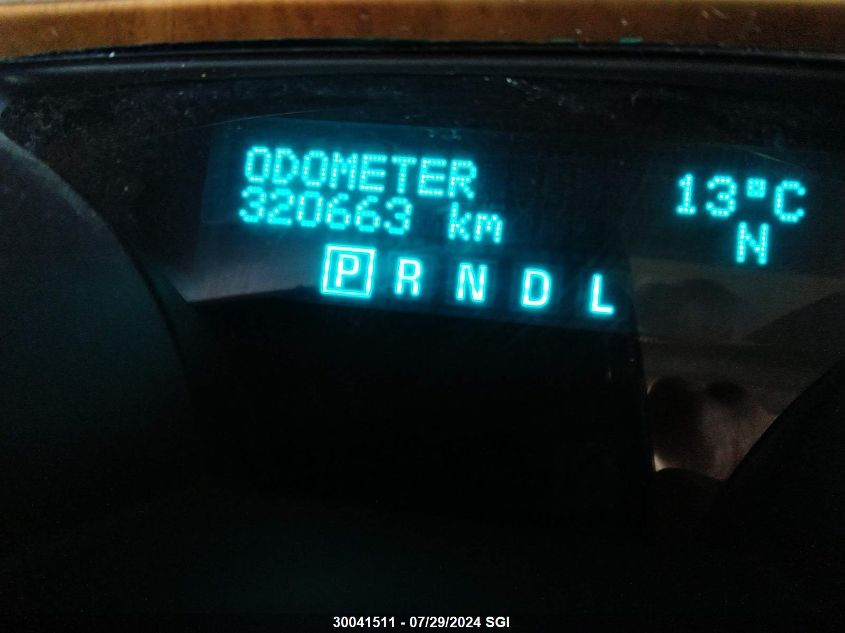 ODOMETER
320663 km
13°C
N
P R N D L
30041511 - 07/29/2024 SGI